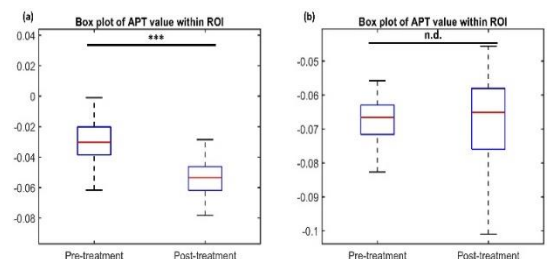 (a)
Box plot of APT value within ROI
***
0.04
0.02
0
-0.02
-0.04
-0.06
-0.08
Pre-treatment Post-treatment
(b)
Box plot of APT value within ROI
n.d.
-0.05
-0.06
-0.07
-0.08
-0.09
-0.1
Pre-treatment Post-treatment